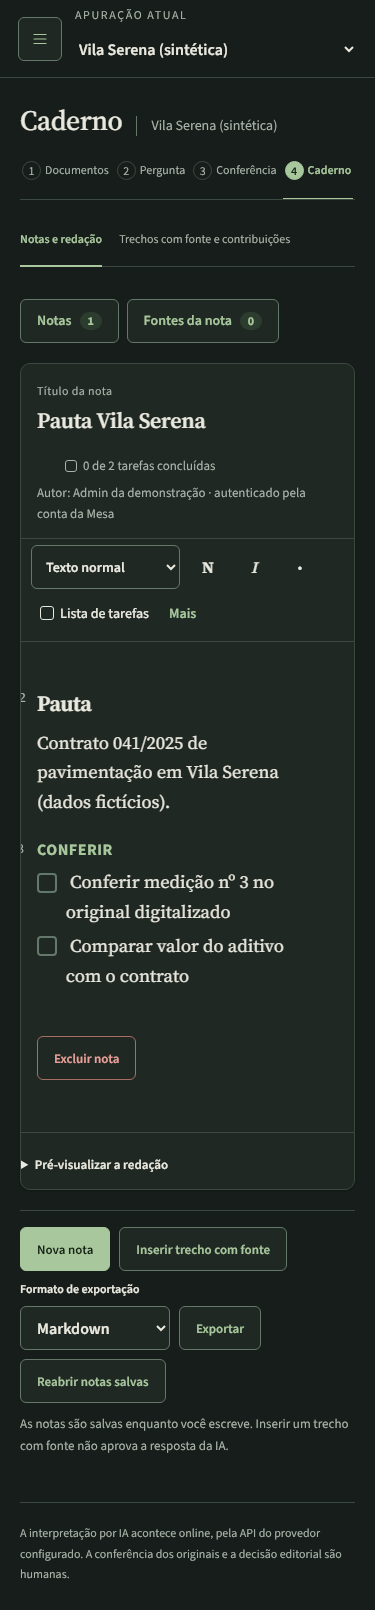 APURAÇÃO ATUAL
Vila Serena (sintética)
Caderno
Vila Serena (sintética)
1 Documentos 2 Pergunta 3 Conferência 4 Caderno
Notas e redação Trechos com fonte e contribuições
Notas 1 Fontes da nota 0
Título da nota
Pauta Vila Serena
0 de 2 tarefas concluídas
Autor: Admin da demonstração · autenticado pela
conta da Mesa
Texto normal N I •
Lista de tarefas Mais
2 Pauta
Contrato 041/2025 de
pavimentação em Vila Serena
(dados fictícios).
3 CONFERIR
Conferir medição nº 3 no
original digitalizado
Comparar valor do aditivo
com o contrato
Excluir nota
Pré-visualizar a redação
Nova nota Inserir trecho com fonte
Formato de exportação
Markdown Exportar
Reabrir notas salvas
As notas são salvas enquanto você escreve. Inserir um trecho
com fonte não aprova a resposta da IA.
A interpretação por IA acontece online, pela API do provedor
configurado. A conferência dos originais e a decisão editorial são
humanas.